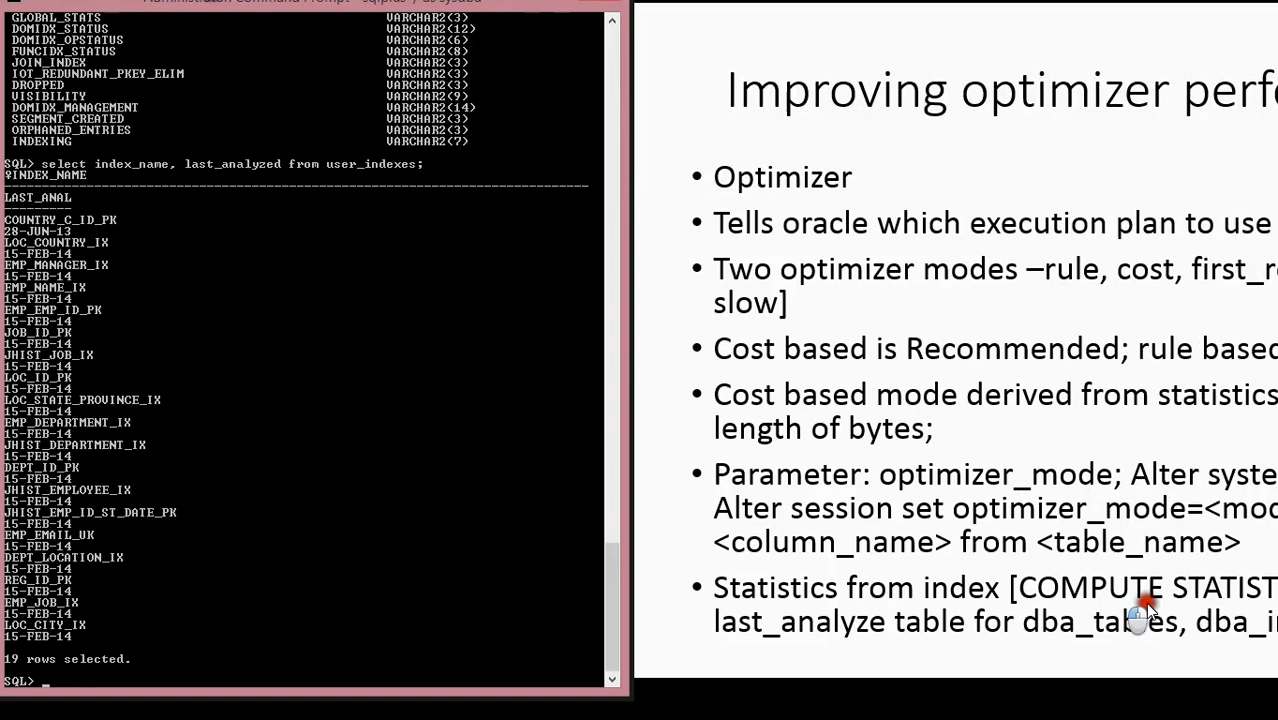 GLOBAL_STATS VARCHAR2(3)
DOMIDX_STATUS VARCHAR2(12)
DOMIDX_OPSTATUS VARCHAR2(6)
FUNCIDX_STATUS VARCHAR2(8)
JOIN_INDEX VARCHAR2(3)
IOT_REDUNDANT_PKEY_ELIM VARCHAR2(3)
DROPPED VARCHAR2(3)
VISIBILITY VARCHAR2(9)
DOMIDX_MANAGEMENT VARCHAR2(14)
SEGMENT_CREATED VARCHAR2(3)
ORPHANED_ENTRIES VARCHAR2(3)
INDEXING VARCHAR2(7)
SQL> select index_name, last_analyzed from user_indexes;
INDEX_NAME
LAST_ANAL
COUNTRY_C_ID_PK
28-JUN-13
LOC_COUNTRY_IX
15-FEB-14
EMP_MANAGER_IX
15-FEB-14
EMP_NAME_IX
15-FEB-14
EMP_EMP_ID_PK
15-FEB-14
JOB_ID_PK
15-FEB-14
JHIST_JOB_IX
15-FEB-14
LOC_ID_PK
15-FEB-14
LOC_STATE_PROVINCE_IX
15-FEB-14
EMP_DEPARTMENT_IX
15-FEB-14
JHIST_DEPARTMENT_IX
15-FEB-14
DEPT_ID_PK
15-FEB-14
JHIST_EMPLOYEE_IX
15-FEB-14
JHIST_EMP_ID_ST_DATE_PK
15-FEB-14
EMP_EMAIL_UK
15-FEB-14
DEPT_LOCATION_IX
15-FEB-14
REG_ID_PK
15-FEB-14
EMP_JOB_IX
15-FEB-14
LOC_CITY_IX
15-FEB-14
19 rows selected.
SQL> _
Improving optimizer perf
• Optimizer
• Tells oracle which execution plan to use
• Two optimizer modes –rule, cost, first_r
slow]
• Cost based is Recommended; rule based
• Cost based mode derived from statistics
length of bytes;
• Parameter: optimizer_mode; Alter syste
Alter session set optimizer_mode=<mod
<column_name> from <table_name>
• Statistics from index [COMPUTE STATIST
last_analyze table for dba_tables, dba_i